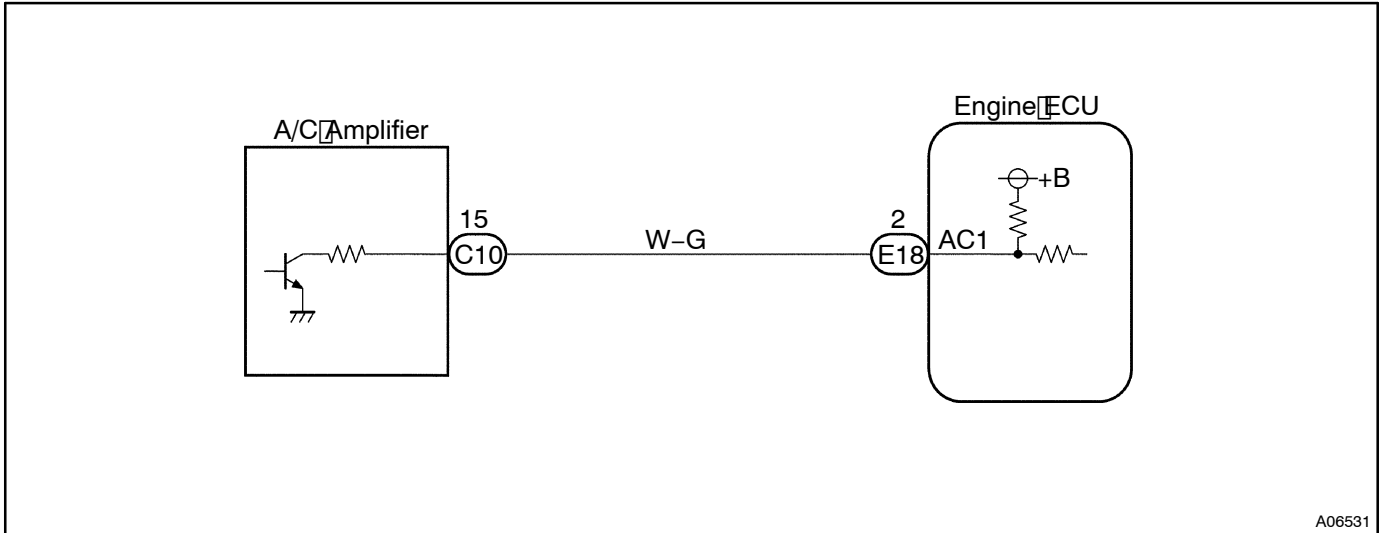 Engine ECU
A/C Amplifier
+B
15
2
W–G
AC1
C10
E18
A06531